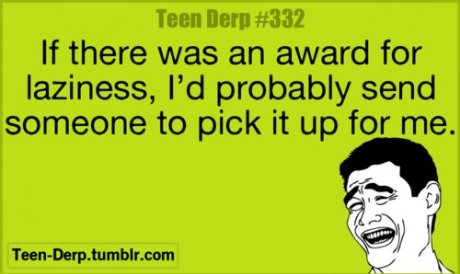 Teen Derp #332
If there was an award for
laziness, I'd probably send
someone to pick it up for me.
Teen-Derp.tumblr.com